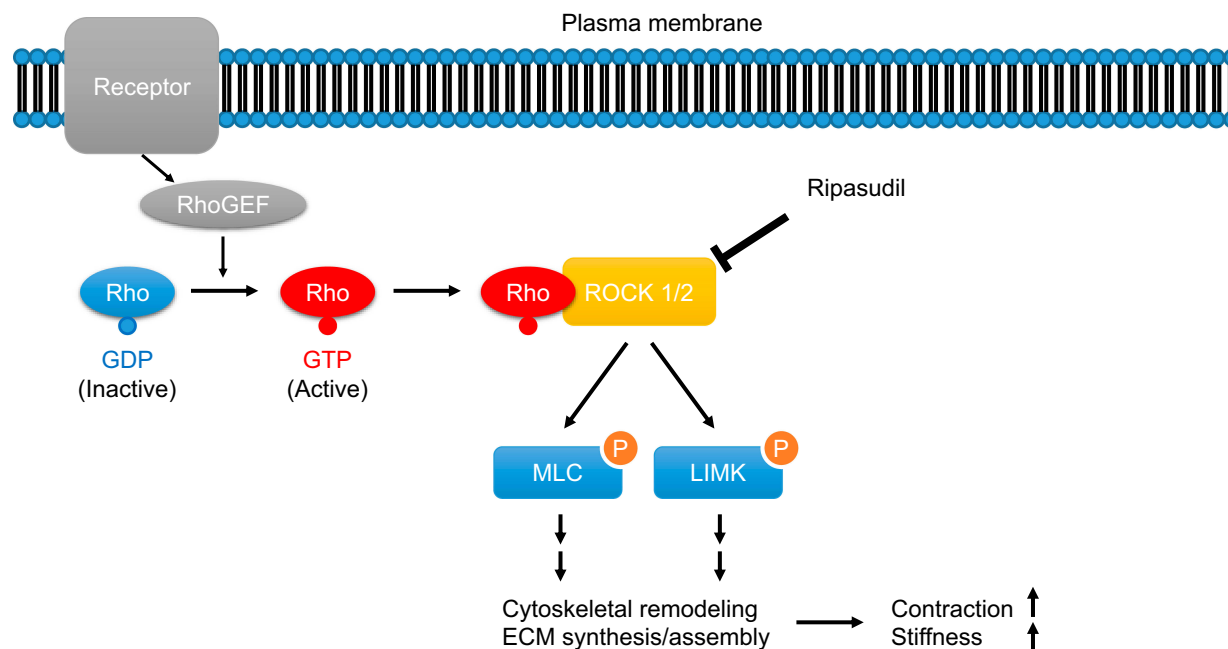 Plasma membrane
Receptor
RhoGEF
Ripasudil
Rho
Rho
Rho
ROCK 1/2
GDP
(Inactive)
GTP
(Active)
MLC
P
LIMK
P
Cytoskeletal remodeling
ECM synthesis/assembly
Contraction
Stiffness